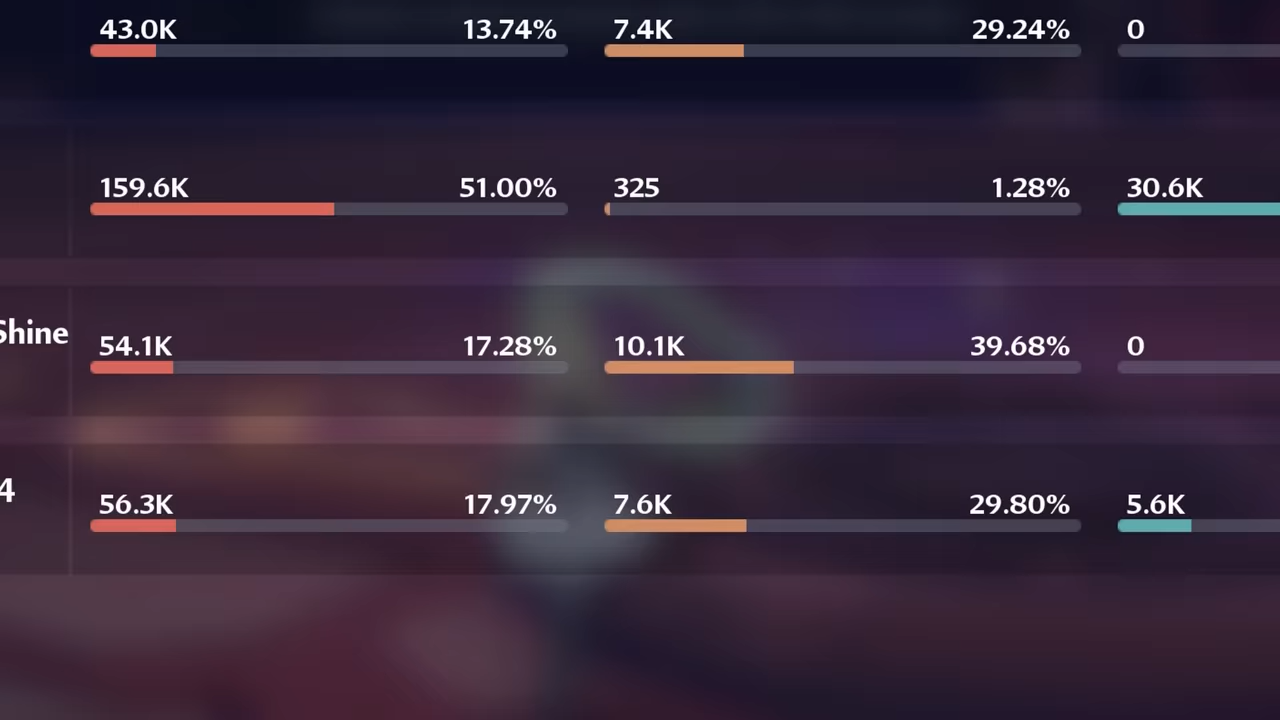 43.0K 13.74% 7.4K 29.24% 0
159.6K 51.00% 325 1.28% 30.6K
Shine
54.1K 17.28% 10.1K 39.68% 0
4
56.3K 17.97% 7.6K 29.80% 5.6K